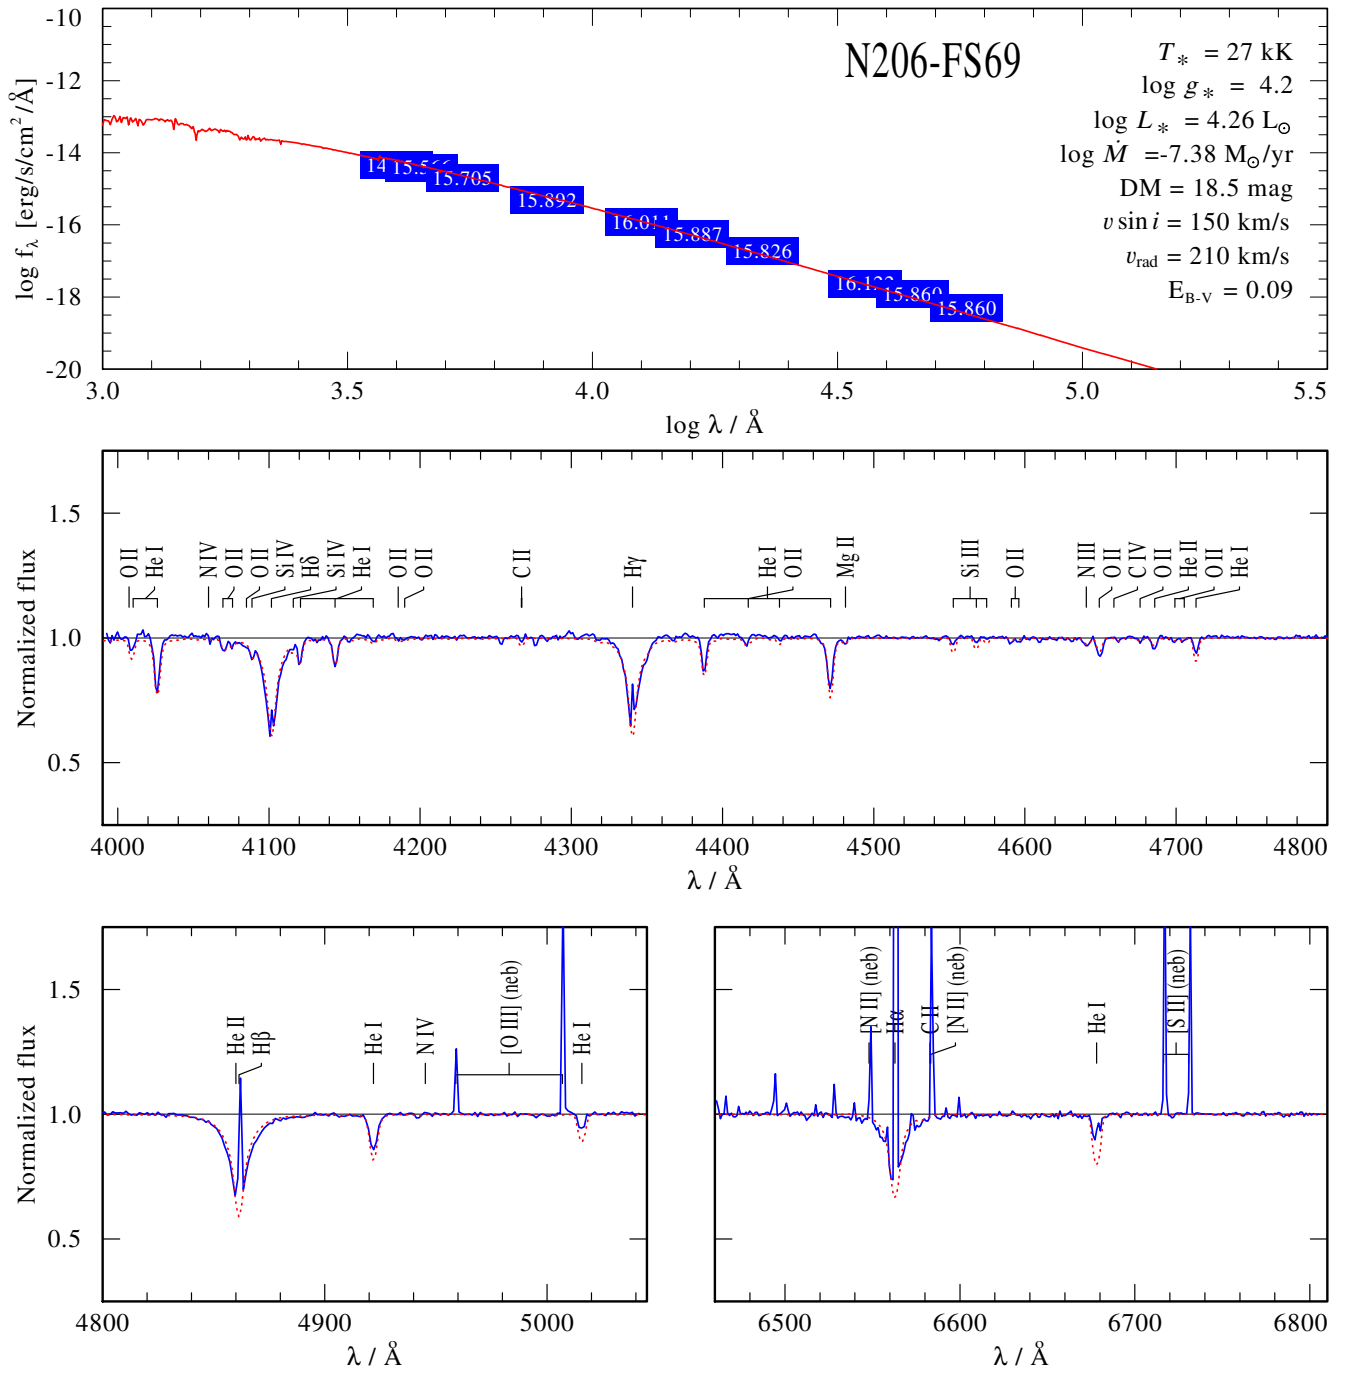 N206-FS69
T* = 27 kK
log g* = 4.2
log L* = 4.26 L⊙
log Ṁ =-7.38 M⊙/yr
DM = 18.5 mag
v sin i = 150 km/s
v_rad = 210 km/s
E_B-V = 0.09
log f_λ [erg/s/cm²/Å]
-10
-12
-14
-16
-18
-20
15.705
15.892
16.011
15.887
15.826
15.860
3.0 3.5 4.0 4.5 5.0 5.5
log λ / Å
Normalized flux
1.5
1.0
0.5
O II He I N IV O II O II Si IV Hδ Si IV He I O II O II C II Hγ He I O II Mg II Si III O II N III O II C IV O II He II O II He I
4000 4100 4200 4300 4400 4500 4600 4700 4800
λ / Å
Normalized flux
1.5
1.0
0.5
He II Hβ He I N IV [O III] (neb) He I
4800 4900 5000
λ / Å
[N II] (neb) Hα C II [N II] (neb) He I [S II] (neb)
6500 6600 6700 6800
λ / Å